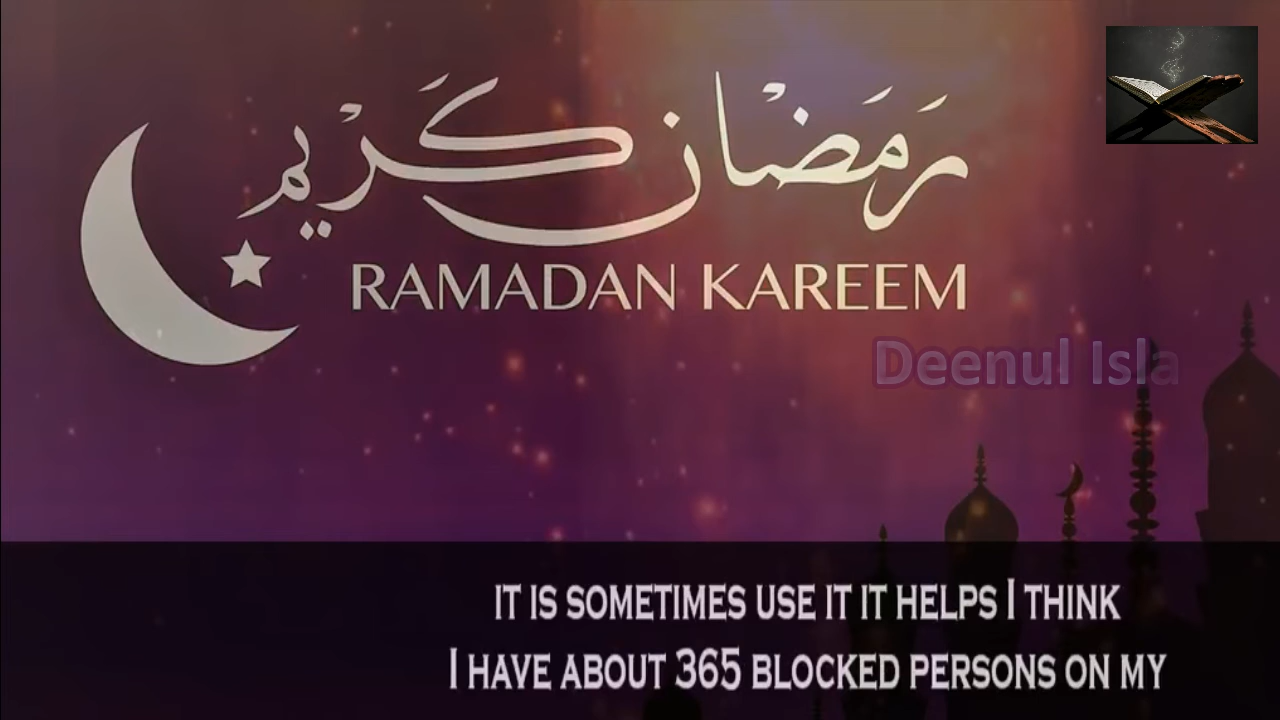 رَمَضَان كَرْيِم
RAMADAN KAREEM
Deenul Isla
IT IS SOMETIMES USE IT IT HELPS I THINK
I HAVE ABOUT 365 BLOCKED PERSONS ON MY